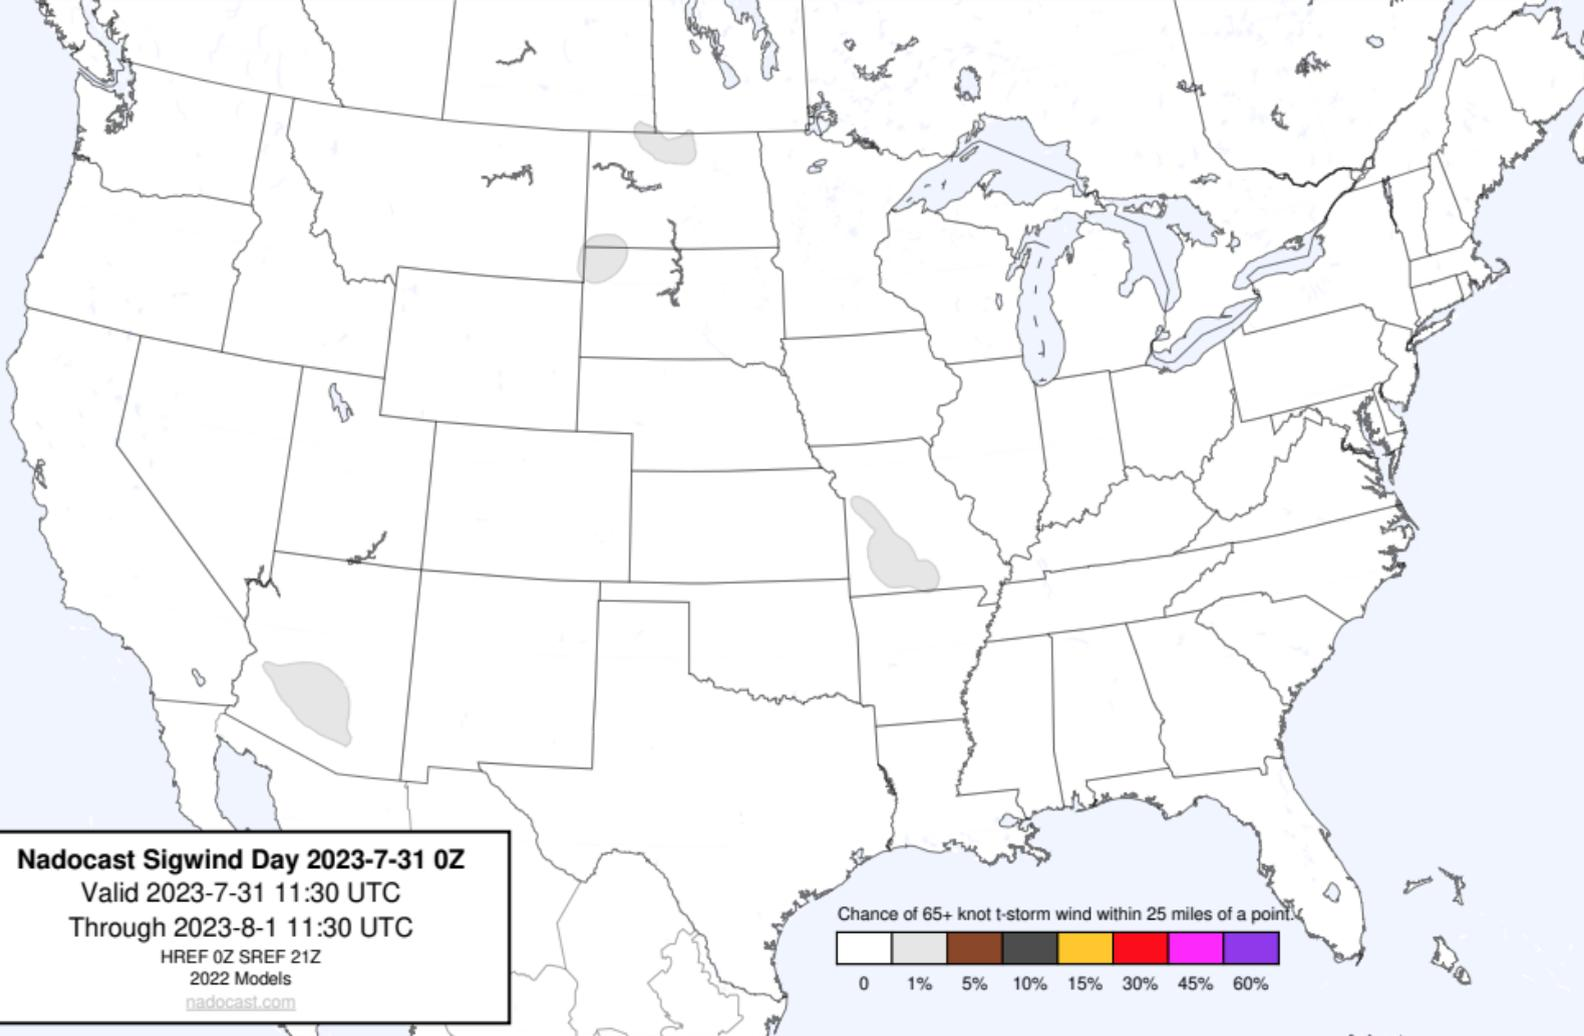 Nadocast Sigwind Day 2023-7-31 0Z
Valid 2023-7-31 11:30 UTC
Through 2023-8-1 11:30 UTC
HREF 0Z SREF 21Z
2022 Models
nadocast.com
Chance of 65+ knot t-storm wind within 25 miles of a point.
0 1% 5% 10% 15% 30% 45% 60%